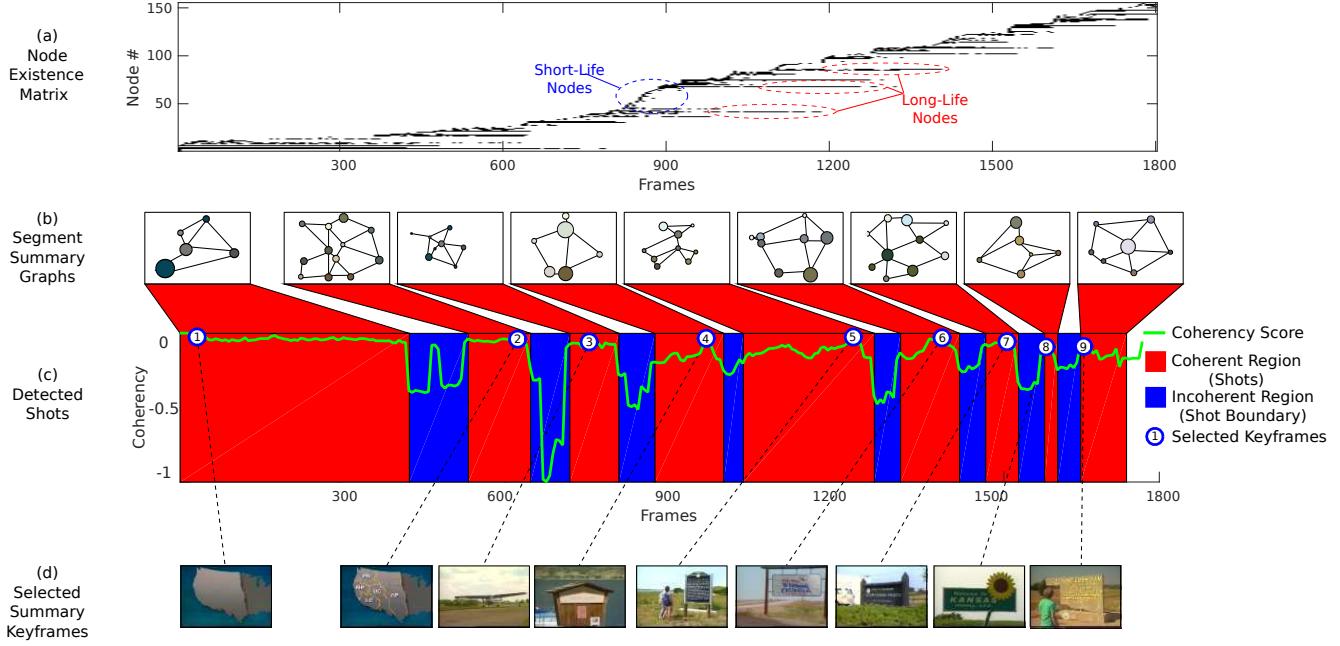 (a)
Node
Existence
Matrix
Node #
150
100
50
Short-Life
Nodes
Long-Life
Nodes
300 600 900 1200 1500 1800
Frames
(b)
Segment
Summary
Graphs
(c)
Detected
Shots
Coherency
0
-0.5
-1
1 2 3 4 5 6 7 8 9
Coherency Score
Coherent Region
(Shots)
Incoherent Region
(Shot Boundary)
1 Selected Keyframes
300 600 900 1200 1500 1800
Frames
(d)
Selected
Summary
Keyframes
KANSAS